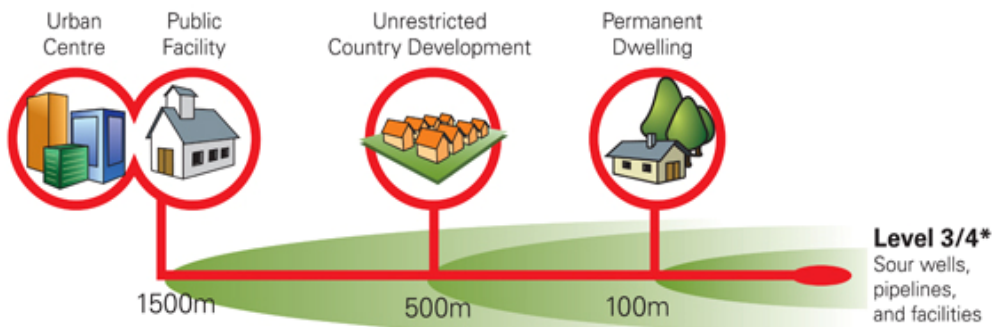 Urban
Centre
Public
Facility
Unrestricted
Country Development
Permanent
Dwelling
1500m
500m
100m
Level 3/4*
Sour wells,
pipelines,
and facilities